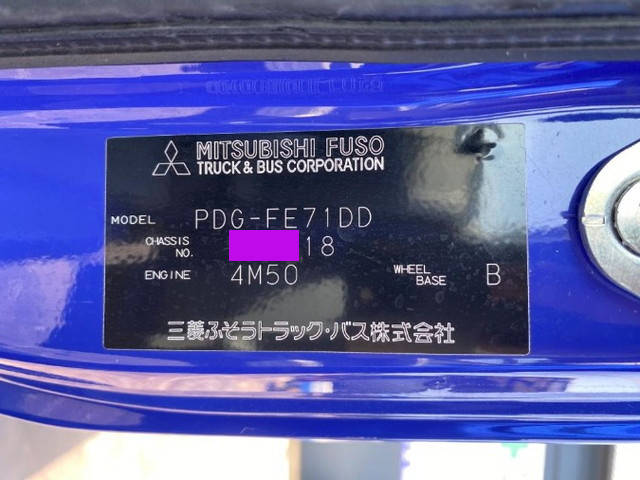 MITSUBISHI FUSO
TRUCK & BUS CORPORATION
MODEL PDG-FE71DD
CHASSIS NO. 18
ENGINE 4M50 WHEEL BASE B
三菱ふそうトラック・バス株式会社